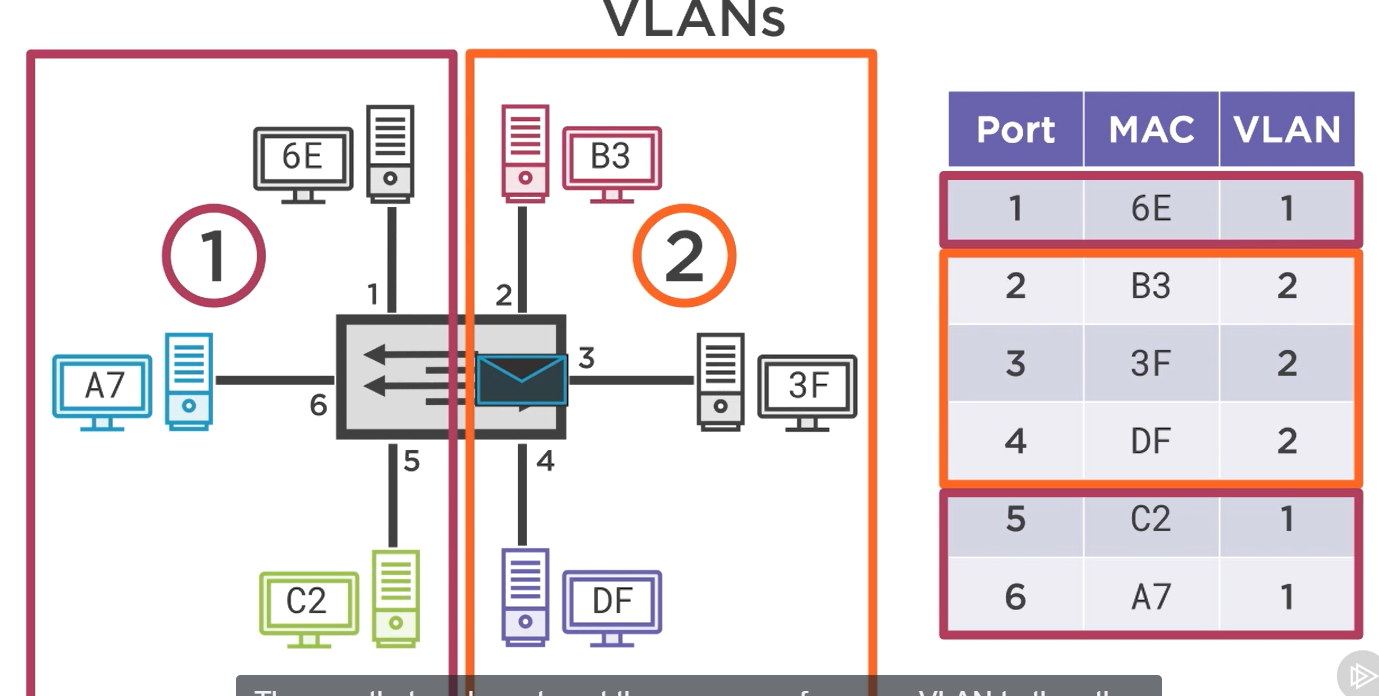 VLANs
6E
B3
1
2
1
2
A7
3
3F
6
5
4
C2
DF
Port MAC VLAN
1 6E 1
2 B3 2
3 3F 2
4 DF 2
5 C2 1
6 A7 1
VLAN